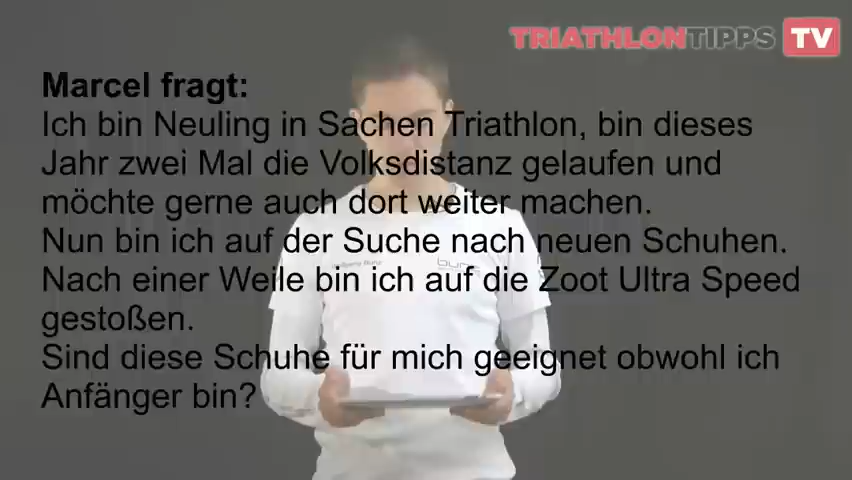 TRIATHLONTIPPS TV
Marcel fragt:
Ich bin Neuling in Sachen Triathlon, bin dieses
Jahr zwei Mal die Volksdistanz gelaufen und
möchte gerne auch dort weiter machen.
Nun bin ich auf der Suche nach neuen Schuhen.
Nach einer Weile bin ich auf die Zoot Ultra Speed
gestoßen.
Sind diese Schuhe für mich geeignet obwohl ich
Anfänger bin?